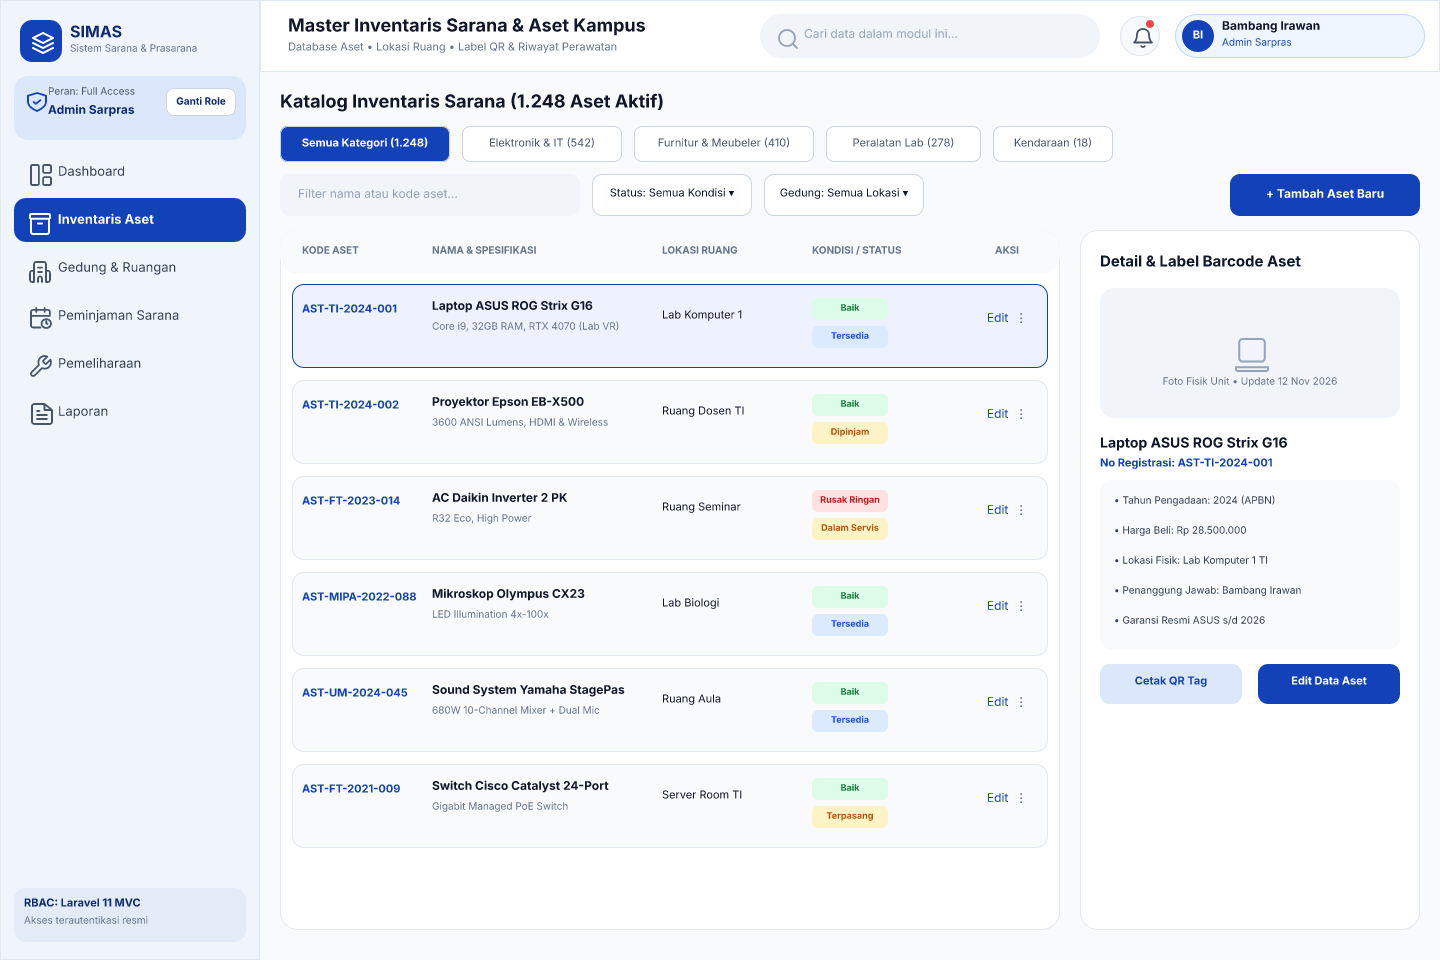 SIMAS
Sistem Sarana & Prasarana
Peran: Full Access
Admin Sarpras
Ganti Role
Dashboard
Inventaris Aset
Gedung & Ruangan
Peminjaman Sarana
Pemeliharaan
Laporan
RBAC: Laravel 11 MVC
Akses terautentikasi resmi
Master Inventaris Sarana & Aset Kampus
Database Aset • Lokasi Ruang • Label QR & Riwayat Perawatan
Cari data dalam modul ini...
BI
Bambang Irawan
Admin Sarpras
Katalog Inventaris Sarana (1.248 Aset Aktif)
Semua Kategori (1.248)
Elektronik & IT (542)
Furnitur & Meubeler (410)
Peralatan Lab (278)
Kendaraan (18)
Filter nama atau kode aset...
Status: Semua Kondisi ▾
Gedung: Semua Lokasi ▾
+ Tambah Aset Baru
KODE ASET
NAMA & SPESIFIKASI
LOKASI RUANG
KONDISI / STATUS
AKSI
AST-TI-2024-001
Laptop ASUS ROG Strix G16
Core i9, 32GB RAM, RTX 4070 (Lab VR)
Lab Komputer 1
Baik
Tersedia
Edit ⋮
AST-TI-2024-002
Proyektor Epson EB-X500
3600 ANSI Lumens, HDMI & Wireless
Ruang Dosen TI
Baik
Dipinjam
Edit ⋮
AST-FT-2023-014
AC Daikin Inverter 2 PK
R32 Eco, High Power
Ruang Seminar
Rusak Ringan
Dalam Servis
Edit ⋮
AST-MIPA-2022-088
Mikroskop Olympus CX23
LED Illumination 4x-100x
Lab Biologi
Baik
Tersedia
Edit ⋮
AST-UM-2024-045
Sound System Yamaha StagePas
680W 10-Channel Mixer + Dual Mic
Ruang Aula
Baik
Tersedia
Edit ⋮
AST-FT-2021-009
Switch Cisco Catalyst 24-Port
Gigabit Managed PoE Switch
Server Room TI
Baik
Terpasang
Edit ⋮
Detail & Label Barcode Aset
Foto Fisik Unit • Update 12 Nov 2026
Laptop ASUS ROG Strix G16
No Registrasi: AST-TI-2024-001
• Tahun Pengadaan: 2024 (APBN)
• Harga Beli: Rp 28.500.000
• Lokasi Fisik: Lab Komputer 1 TI
• Penanggung Jawab: Bambang Irawan
• Garansi Resmi ASUS s/d 2026
Cetak QR Tag
Edit Data Aset